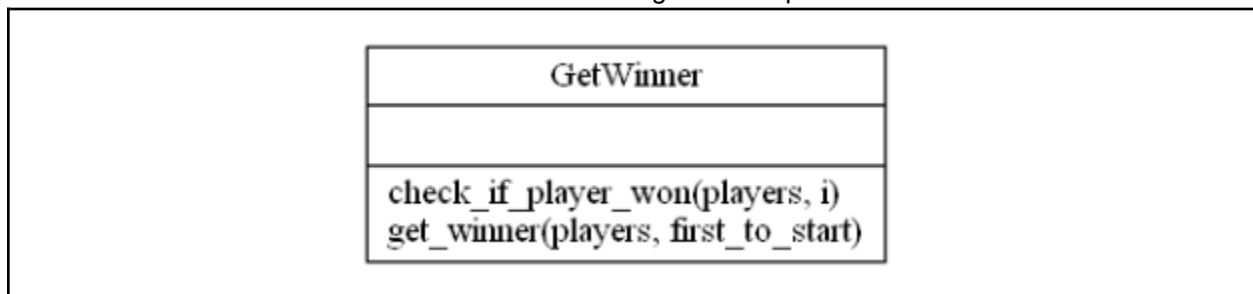 GetWinner
check_if_player_won(players, i)
get_winner(players, first_to_start)